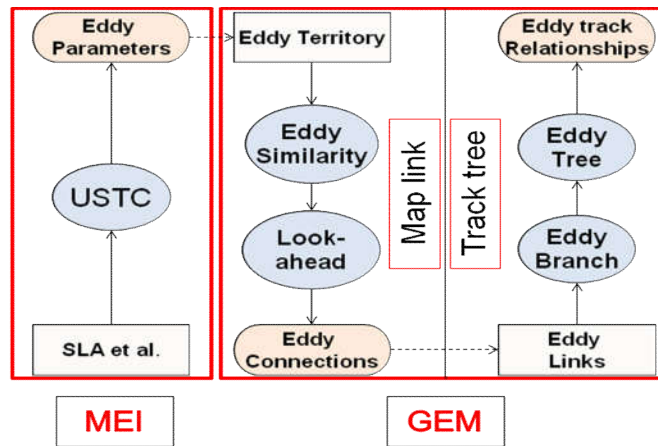 Eddy
Parameters
USTC
SLA et al.
MEI
Eddy Territory
Eddy
Similarity
Look-
ahead
Eddy
Connections
Map link
Track tree
Eddy track
Relationships
Eddy
Tree
Eddy
Branch
Eddy
Links
GEM